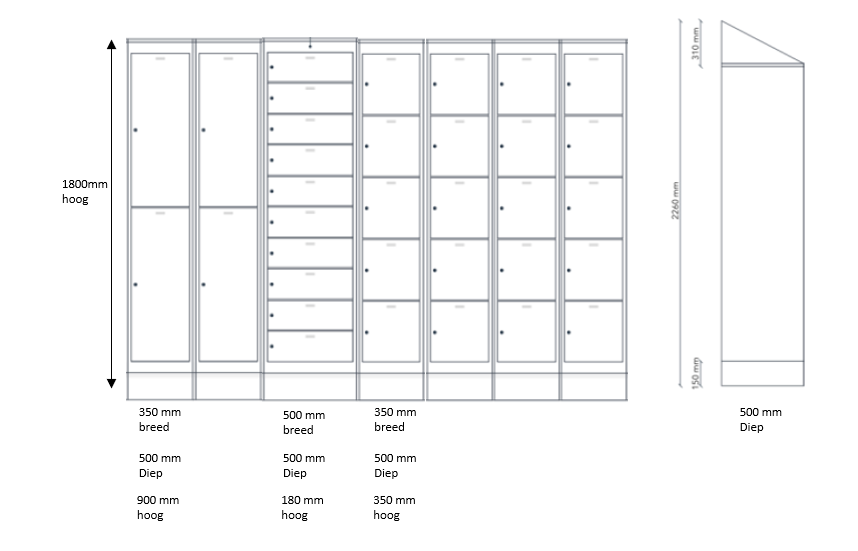 310 mm
1800mm
hoog
2260 mm
150 mm
350 mm
breed
500 mm
breed
350 mm
breed
500 mm
Diep
500 mm
Diep
500 mm
Diep
500 mm
Diep
900 mm
hoog
180 mm
hoog
350 mm
hoog